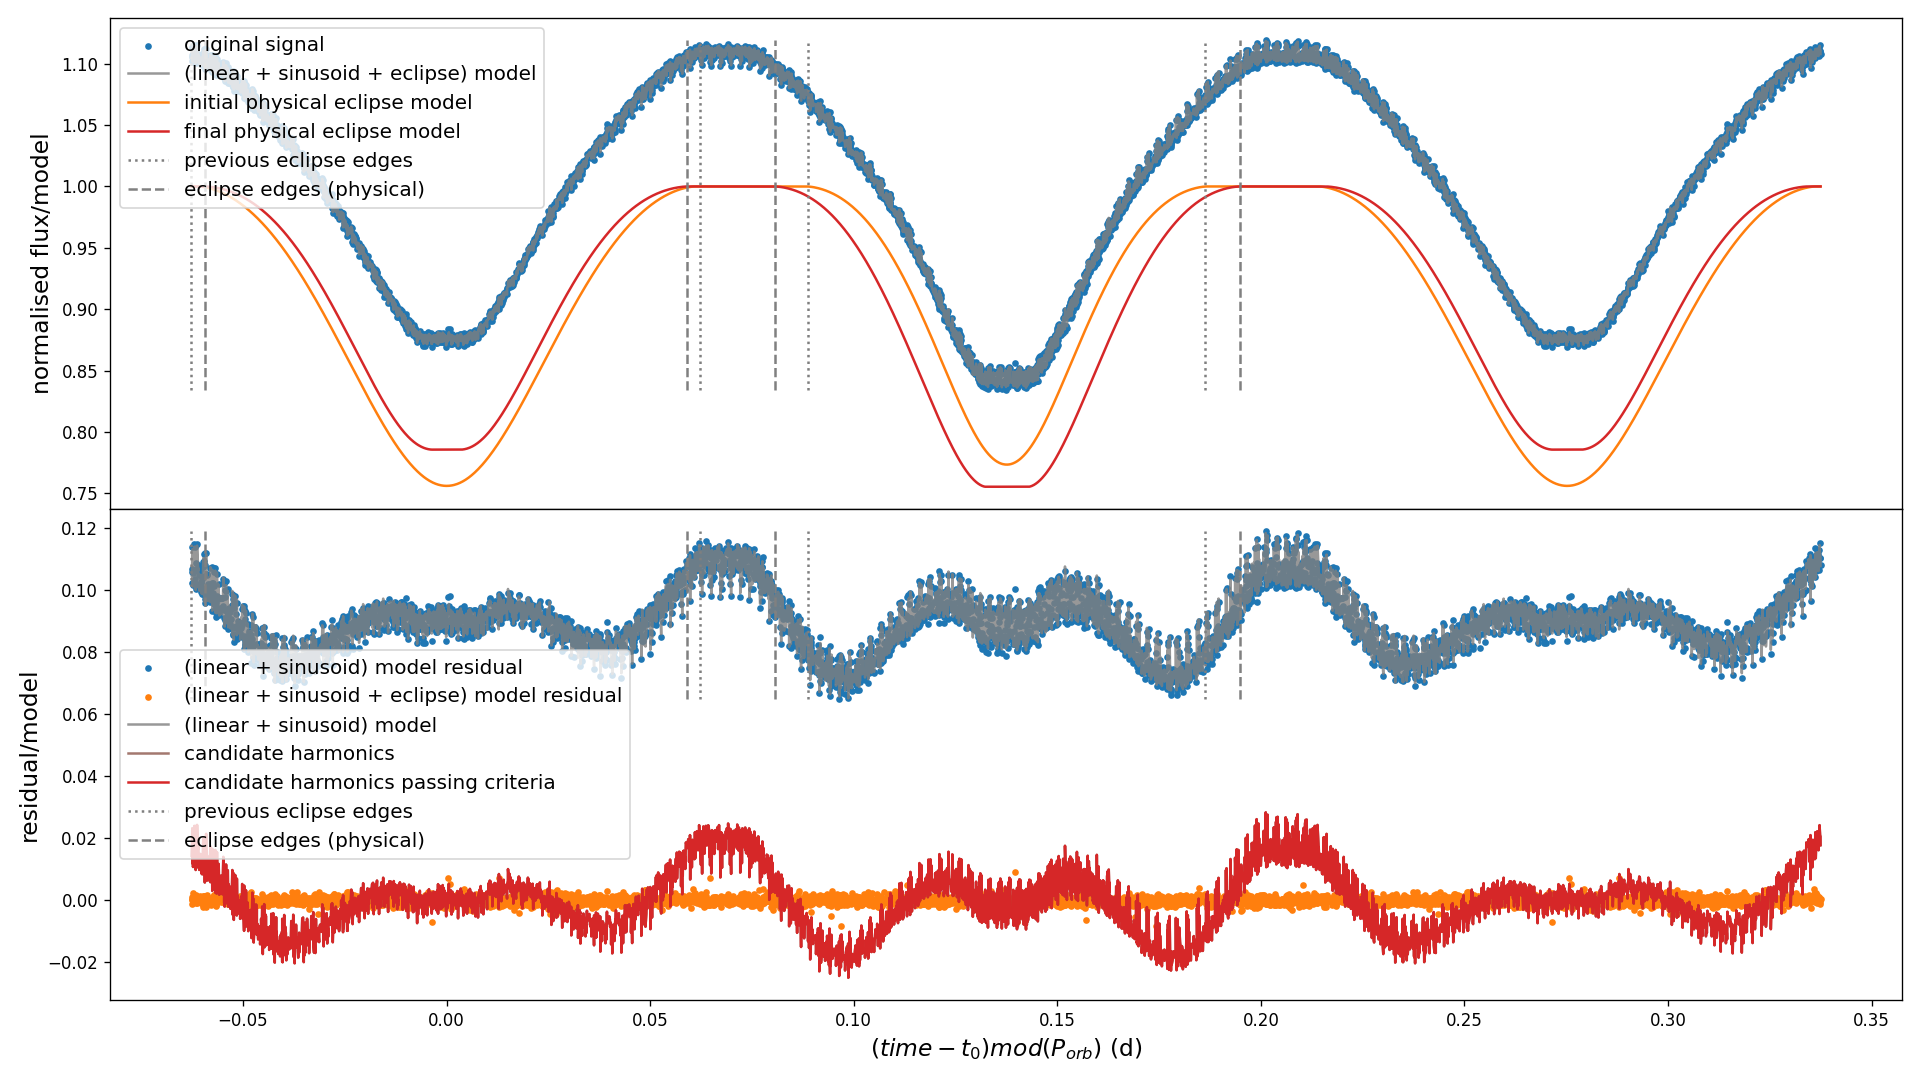 original signal
(linear + sinusoid + eclipse) model
initial physical eclipse model
final physical eclipse model
previous eclipse edges
eclipse edges (physical)
normalised flux/model
1.10
1.05
1.00
0.95
0.90
0.85
0.80
0.75
(linear + sinusoid) model residual
(linear + sinusoid + eclipse) model residual
(linear + sinusoid) model
candidate harmonics
candidate harmonics passing criteria
previous eclipse edges
eclipse edges (physical)
residual/model
0.12
0.10
0.08
0.06
0.04
0.02
0.00
−0.02
−0.05 0.00 0.05 0.10 0.15 0.20 0.25 0.30 0.35
(time − t₀)mod(Pₒᵣb) (d)